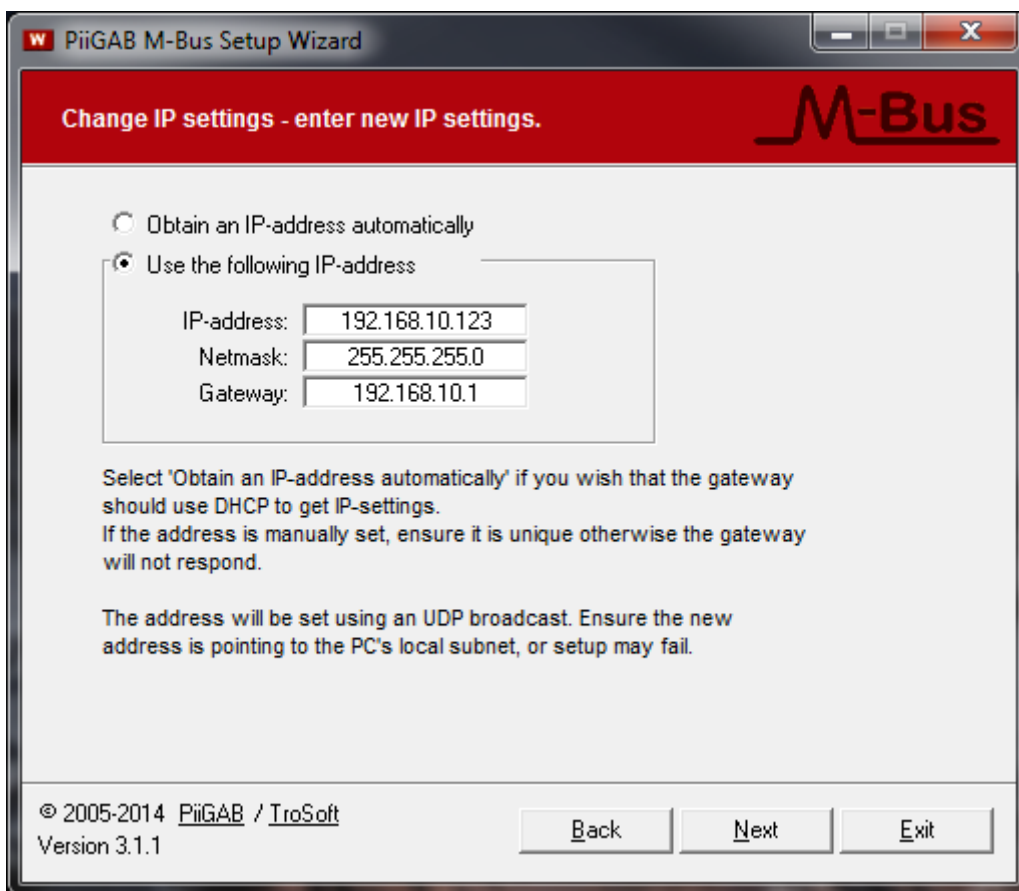 W PiiGAB M-Bus Setup Wizard
Change IP settings - enter new IP settings.
M-Bus
Obtain an IP-address automatically
Use the following IP-address
IP-address: 192.168.10.123
Netmask: 255.255.255.0
Gateway: 192.168.10.1
Select 'Obtain an IP-address automatically' if you wish that the gateway
should use DHCP to get IP-settings.
If the address is manually set, ensure it is unique otherwise the gateway
will not respond.
The address will be set using an UDP broadcast. Ensure the new
address is pointing to the PC's local subnet, or setup may fail.
© 2005-2014 PiiGAB / TroSoft
Version 3.1.1
Back Next Exit